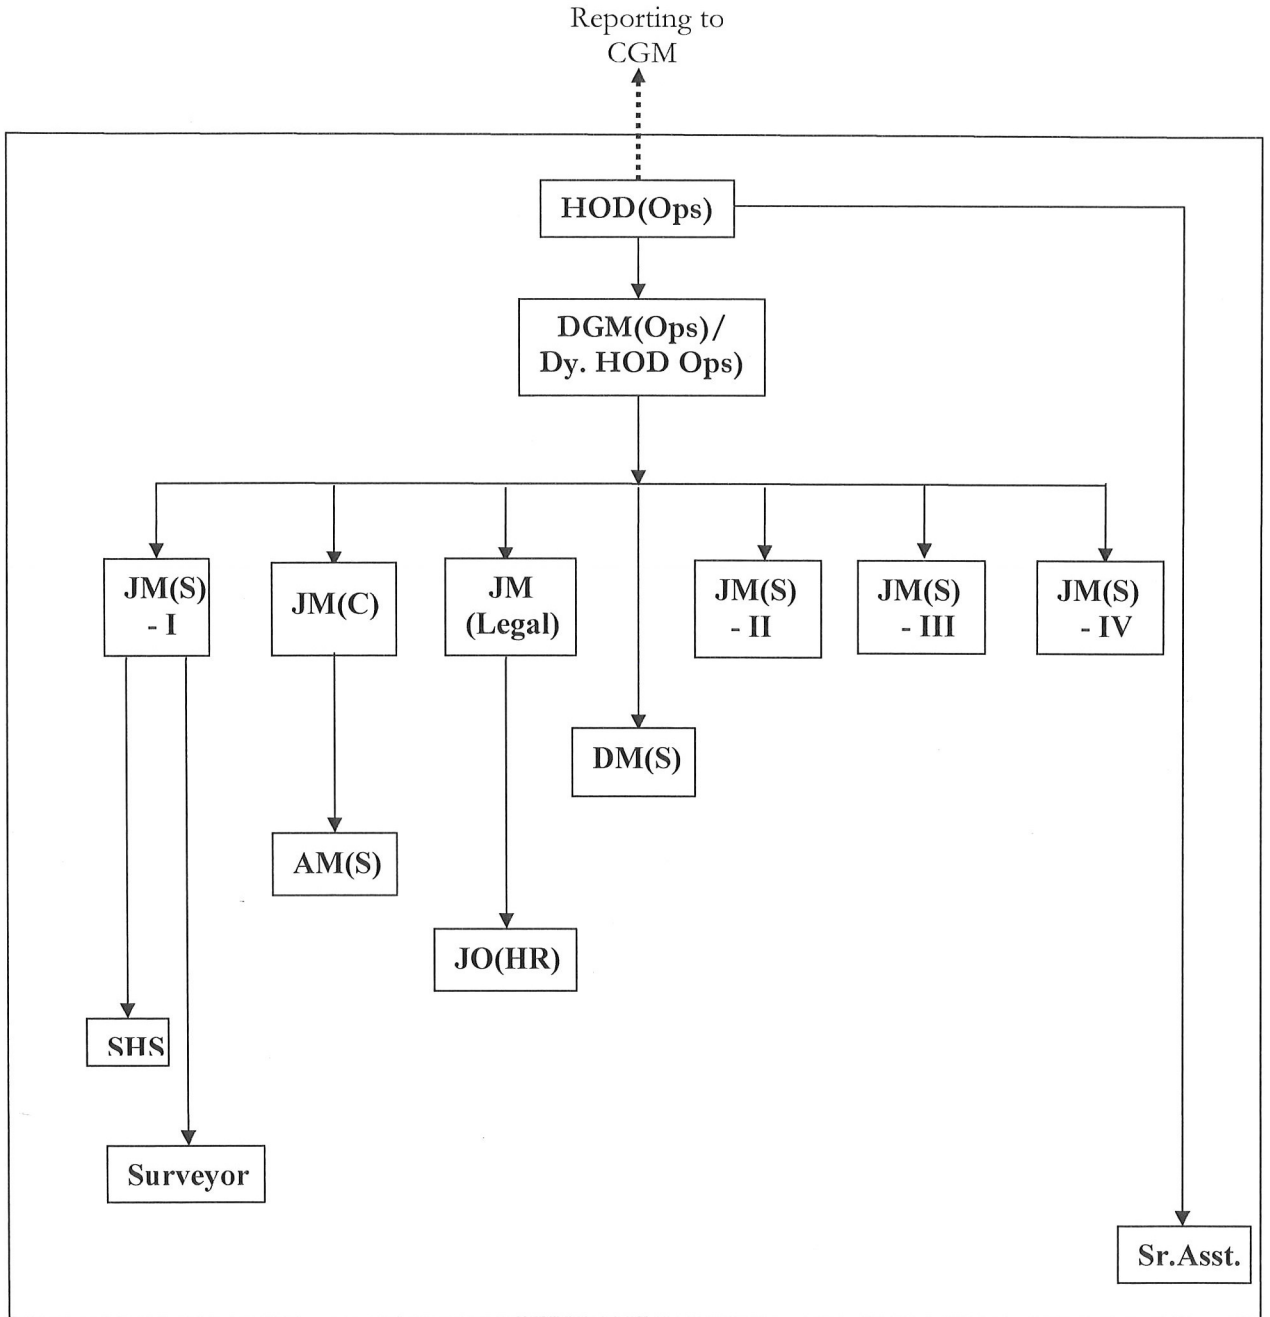 Reporting to
CGM
HOD(Ops)
DGM(Ops)/
Dy. HOD Ops)
JM(S)
- I
JM(C)
JM
(Legal)
JM(S)
- II
JM(S)
- III
JM(S)
- IV
DM(S)
AM(S)
JO(HR)
SHS
Surveyor
Sr.Asst.